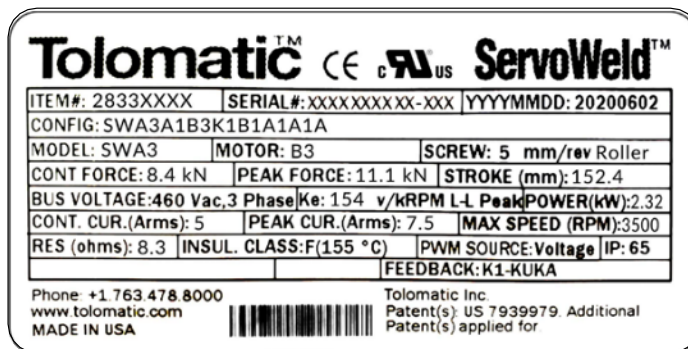 Tolomatic™ CE c RU us ServoWeld™
ITEM#: 2833XXXX SERIAL#: XXXXXXXXXX-XXX YYYYMMDD: 20200602
CONFIG: SWA3A1B3K1B1A1A1A
MODEL: SWA3 MOTOR: B3 SCREW: 5 mm/rev Roller
CONT FORCE: 8.4 kN PEAK FORCE: 11.1 kN STROKE (mm): 152.4
BUS VOLTAGE:460 Vac,3 Phase Ke: 154 v/kRPM L-L Peak POWER(kW): 2.32
CONT. CUR.(Arms): 5 PEAK CUR.(Arms): 7.5 MAX SPEED (RPM):3500
RES (ohms): 8.3 INSUL. CLASS:F(155 °C) PWM SOURCE:Voltage IP: 65
FEEDBACK: K1-KUKA
Phone: +1.763.478.8000
www.tolomatic.com
MADE IN USA
Tolomatic Inc.
Patent(s): US 7939979. Additional
Patent(s) applied for